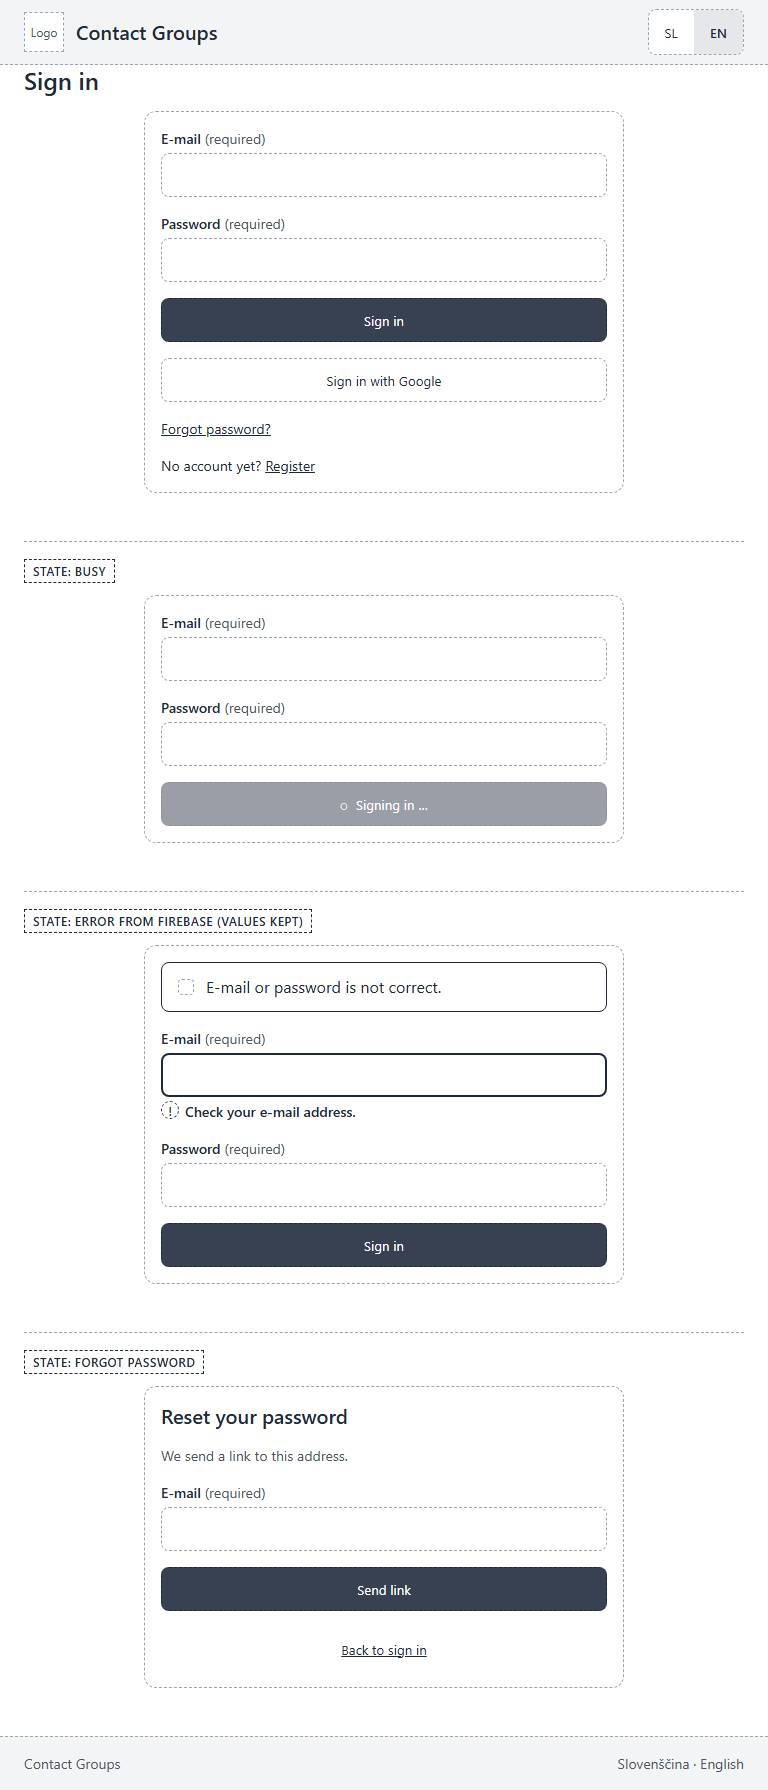 Logo
Contact Groups
SL
EN
Sign in
E-mail (required)
Password (required)
Sign in
Sign in with Google
Forgot password?
No account yet? Register
STATE: BUSY
E-mail (required)
Password (required)
Signing in ...
STATE: ERROR FROM FIREBASE (VALUES KEPT)
E-mail or password is not correct.
E-mail (required)
! Check your e-mail address.
Password (required)
Sign in
STATE: FORGOT PASSWORD
Reset your password
We send a link to this address.
E-mail (required)
Send link
Back to sign in
Contact Groups
Slovenščina · English